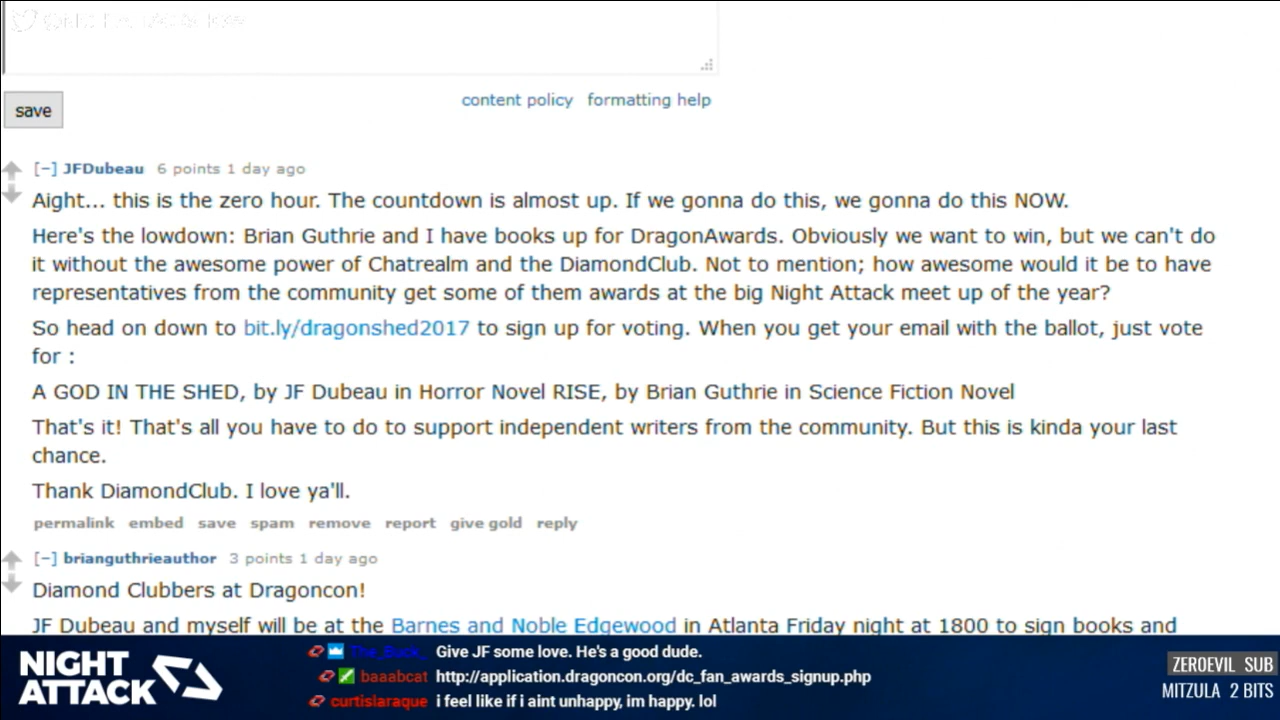 content policy formatting help
save
[–] JFDubeau 6 points 1 day ago
Aight... this is the zero hour. The countdown is almost up. If we gonna do this, we gonna do this NOW.
Here's the lowdown: Brian Guthrie and I have books up for DragonAwards. Obviously we want to win, but we can't do
it without the awesome power of Chatrealm and the DiamondClub. Not to mention; how awesome would it be to have
representatives from the community get some of them awards at the big Night Attack meet up of the year?
So head on down to bit.ly/dragonshed2017 to sign up for voting. When you get your email with the ballot, just vote
for :
A GOD IN THE SHED, by JF Dubeau in Horror Novel RISE, by Brian Guthrie in Science Fiction Novel
That's it! That's all you have to do to support independent writers from the community. But this is kinda your last
chance.
Thank DiamondClub. I love ya'll.
permalink embed save spam remove report give gold reply
[–] brianguthrieauthor 3 points 1 day ago
Diamond Clubbers at Dragoncon!
JF Dubeau and myself will be at the Barnes and Noble Edgewood in Atlanta Friday night at 1800 to sign books and
NIGHT
ATTACK
The_Buck_ Give JF some love. He's a good dude.
baaabcat http://application.dragoncon.org/dc_fan_awards_signup.php
curtislaraque i feel like if i aint unhappy, im happy. lol
ZEROEVIL SUB
MITZULA 2 BITS